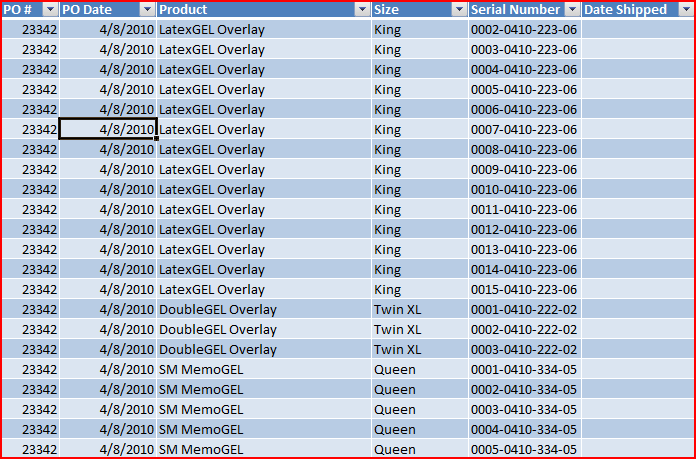 PO # PO Date Product Size Serial Number Date Shipped
23342 4/8/2010 LatexGEL Overlay King 0002-0410-223-06
23342 4/8/2010 LatexGEL Overlay King 0003-0410-223-06
23342 4/8/2010 LatexGEL Overlay King 0004-0410-223-06
23342 4/8/2010 LatexGEL Overlay King 0005-0410-223-06
23342 4/8/2010 LatexGEL Overlay King 0006-0410-223-06
23342 4/8/2010 LatexGEL Overlay King 0007-0410-223-06
23342 4/8/2010 LatexGEL Overlay King 0008-0410-223-06
23342 4/8/2010 LatexGEL Overlay King 0009-0410-223-06
23342 4/8/2010 LatexGEL Overlay King 0010-0410-223-06
23342 4/8/2010 LatexGEL Overlay King 0011-0410-223-06
23342 4/8/2010 LatexGEL Overlay King 0012-0410-223-06
23342 4/8/2010 LatexGEL Overlay King 0013-0410-223-06
23342 4/8/2010 LatexGEL Overlay King 0014-0410-223-06
23342 4/8/2010 LatexGEL Overlay King 0015-0410-223-06
23342 4/8/2010 DoubleGEL Overlay Twin XL 0001-0410-222-02
23342 4/8/2010 DoubleGEL Overlay Twin XL 0002-0410-222-02
23342 4/8/2010 DoubleGEL Overlay Twin XL 0003-0410-222-02
23342 4/8/2010 SM MemoGEL Queen 0001-0410-334-05
23342 4/8/2010 SM MemoGEL Queen 0002-0410-334-05
23342 4/8/2010 SM MemoGEL Queen 0003-0410-334-05
23342 4/8/2010 SM MemoGEL Queen 0004-0410-334-05
23342 4/8/2010 SM MemoGEL Queen 0005-0410-334-05